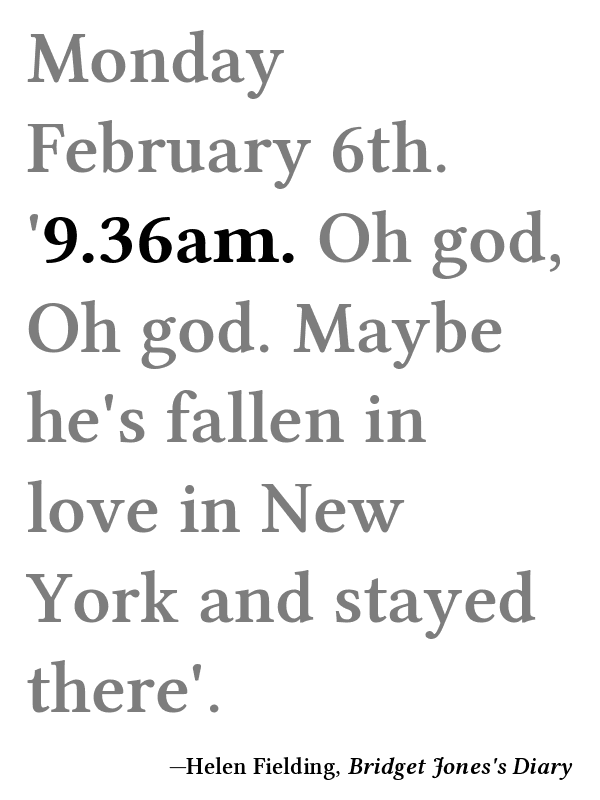 Monday
February 6th.
'9.36am. Oh god,
Oh god. Maybe
he's fallen in
love in New
York and stayed
there'.
—Helen Fielding, Bridget Jones's Diary